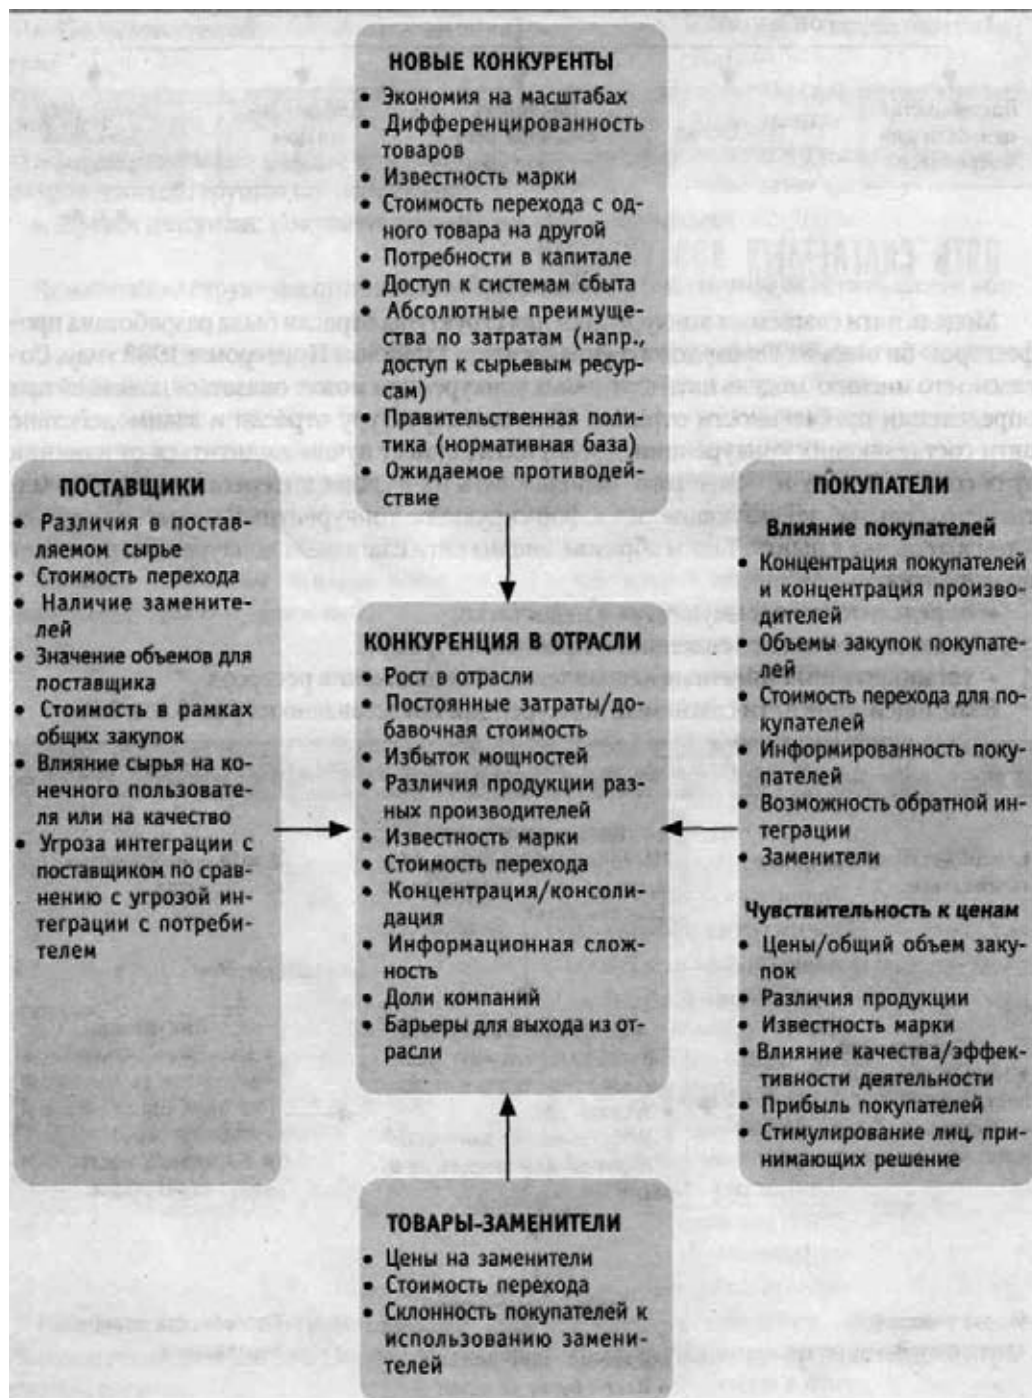 НОВЫЕ КОНКУРЕНТЫ
• Экономия на масштабах
• Дифференцированность
товаров
• Известность марки
• Стоимость перехода с од-
ного товара на другой
• Потребности в капитале
• Доступ к системам сбыта
• Абсолютные преимуще-
ства по затратам (напр.,
доступ к сырьевым ресур-
сам)
• Правительственная поли-
тика (нормативная база)
• Ожидаемое противодей-
ствие
ПОСТАВЩИКИ
• Различия в постав-
ляемом сырье
• Стоимость перехода
• Наличие замените-
лей
• Значение объемов для
поставщика
• Стоимость в рамках
общих закупок
• Влияние сырья на ко-
нечного пользовате-
ля или на качество
• Угроза интеграции с
поставщиком по срав-
нению с угрозой ин-
теграции с потреби-
телем
КОНКУРЕНЦИЯ В ОТРАСЛИ
• Рост в отрасли
• Постоянные затраты/до-
бавочная стоимость
• Избыток мощностей
• Различия продукции раз-
ных производителей
• Известность марки
• Стоимость перехода
• Концентрация/консоли-
дация
• Информационная слож-
ность
• Доли компаний
• Барьеры для выхода из от-
расли
ПОКУПАТЕЛИ
Влияние покупателей
• Концентрация покупателей
и концентрация произво-
дителей
• Объемы закупок покупате-
лей
• Стоимость перехода для по-
купателей
• Информированность поку-
пателей
• Возможность обратной ин-
теграции
• Заменители
Чувствительность к ценам
• Цены/общий объем заку-
пок
• Различия продукции
• Известность марки
• Влияние качества/эффек-
тивности деятельности
• Прибыль покупателей
• Стимулирование лиц, при-
нимающих решение
ТОВАРЫ-ЗАМЕНИТЕЛИ
• Цены на заменители
• Стоимость перехода
• Склонность покупателей к
использованию замени-
телей